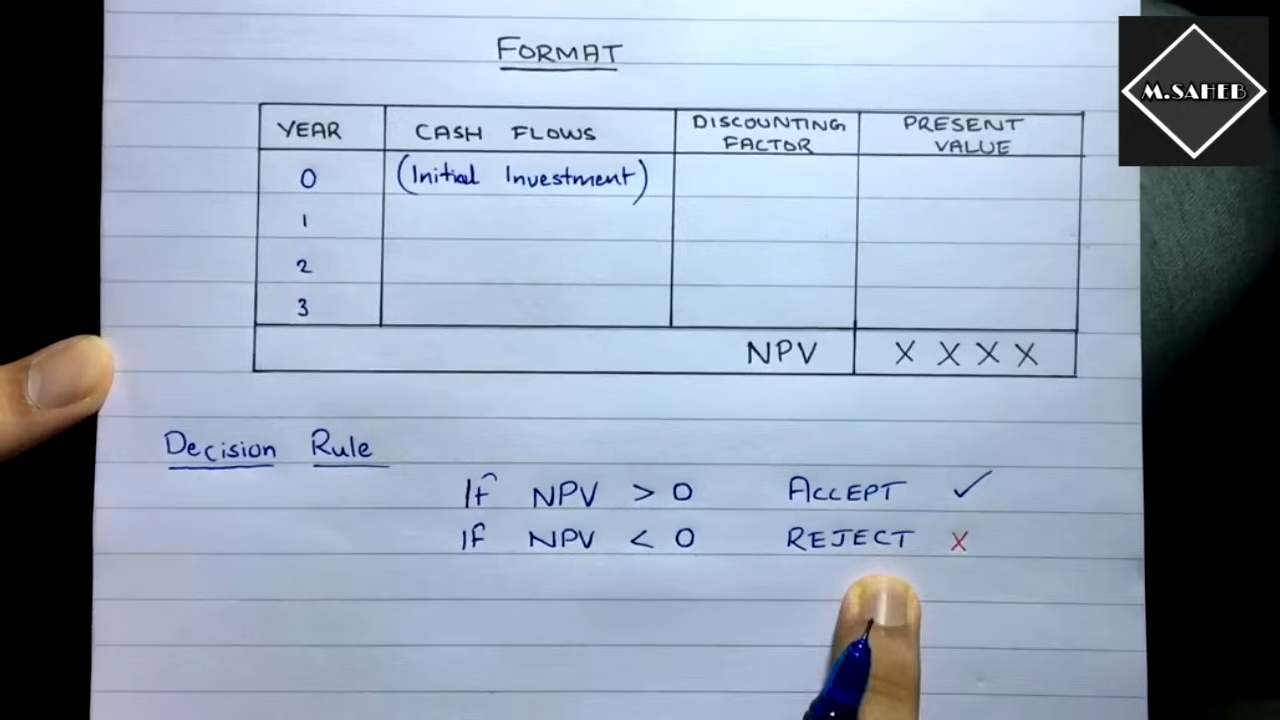 FORMAT
M.SAHEB
YEAR CASH FLOWS DISCOUNTING FACTOR PRESENT VALUE
0 (Initial Investment)
1
2
3
NPV X X X X
Decision Rule
If NPV > 0 ACCEPT ✓
If NPV < 0 REJECT X